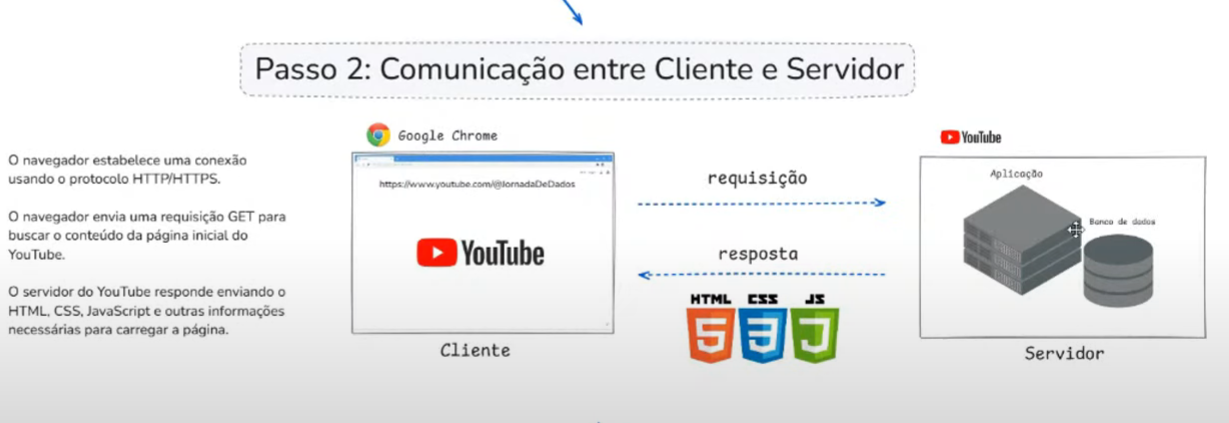 Passo 2: Comunicação entre Cliente e Servidor
O navegador estabelece uma conexão
usando o protocolo HTTP/HTTPS.
O navegador envia uma requisição GET para
buscar o conteúdo da página inicial do
YouTube.
O servidor do YouTube responde enviando o
HTML, CSS, JavaScript e outras informações
necessárias para carregar a página.
Google Chrome
https://www.youtube.com/@JornadaDeDados
YouTube
Cliente
requisição
resposta
HTML CSS JS
5 3 J
YouTube
Aplicação
Banco de dados
Servidor